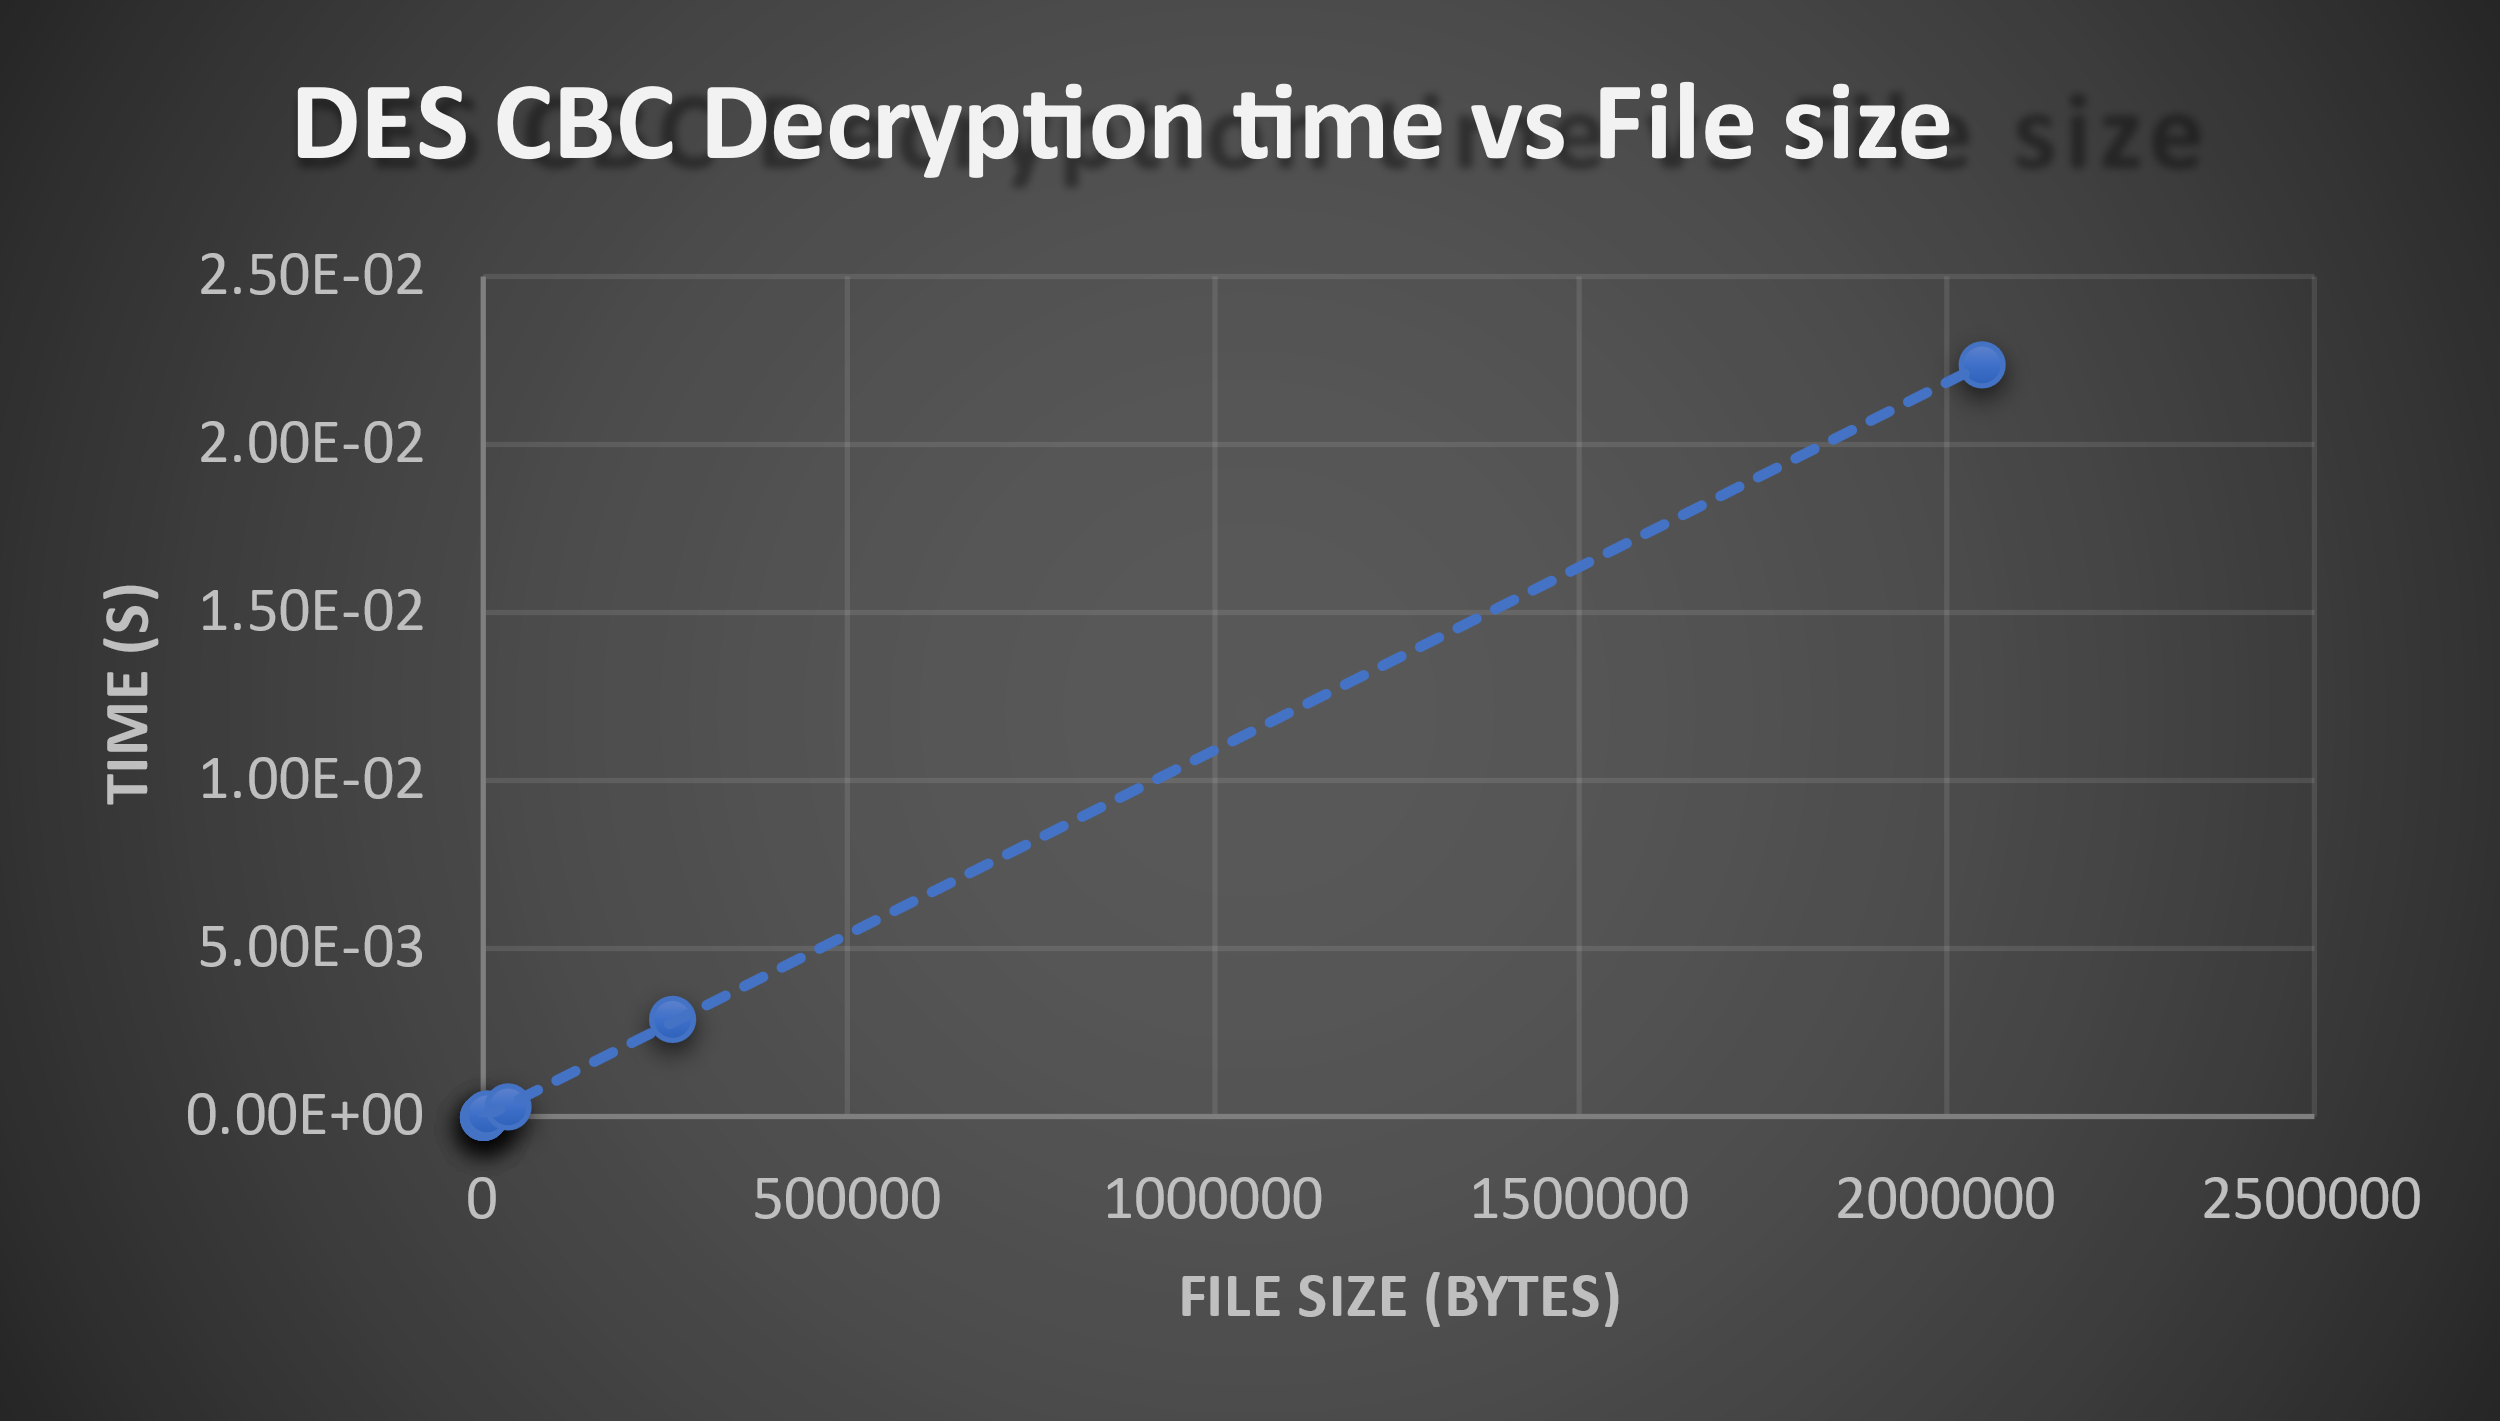 DES CBC Decryption time vs File size
2.50E-02
2.00E-02
1.50E-02
1.00E-02
5.00E-03
0.00E+00
TIME (S)
0 500000 1000000 1500000 2000000 2500000
FILE SIZE (BYTES)